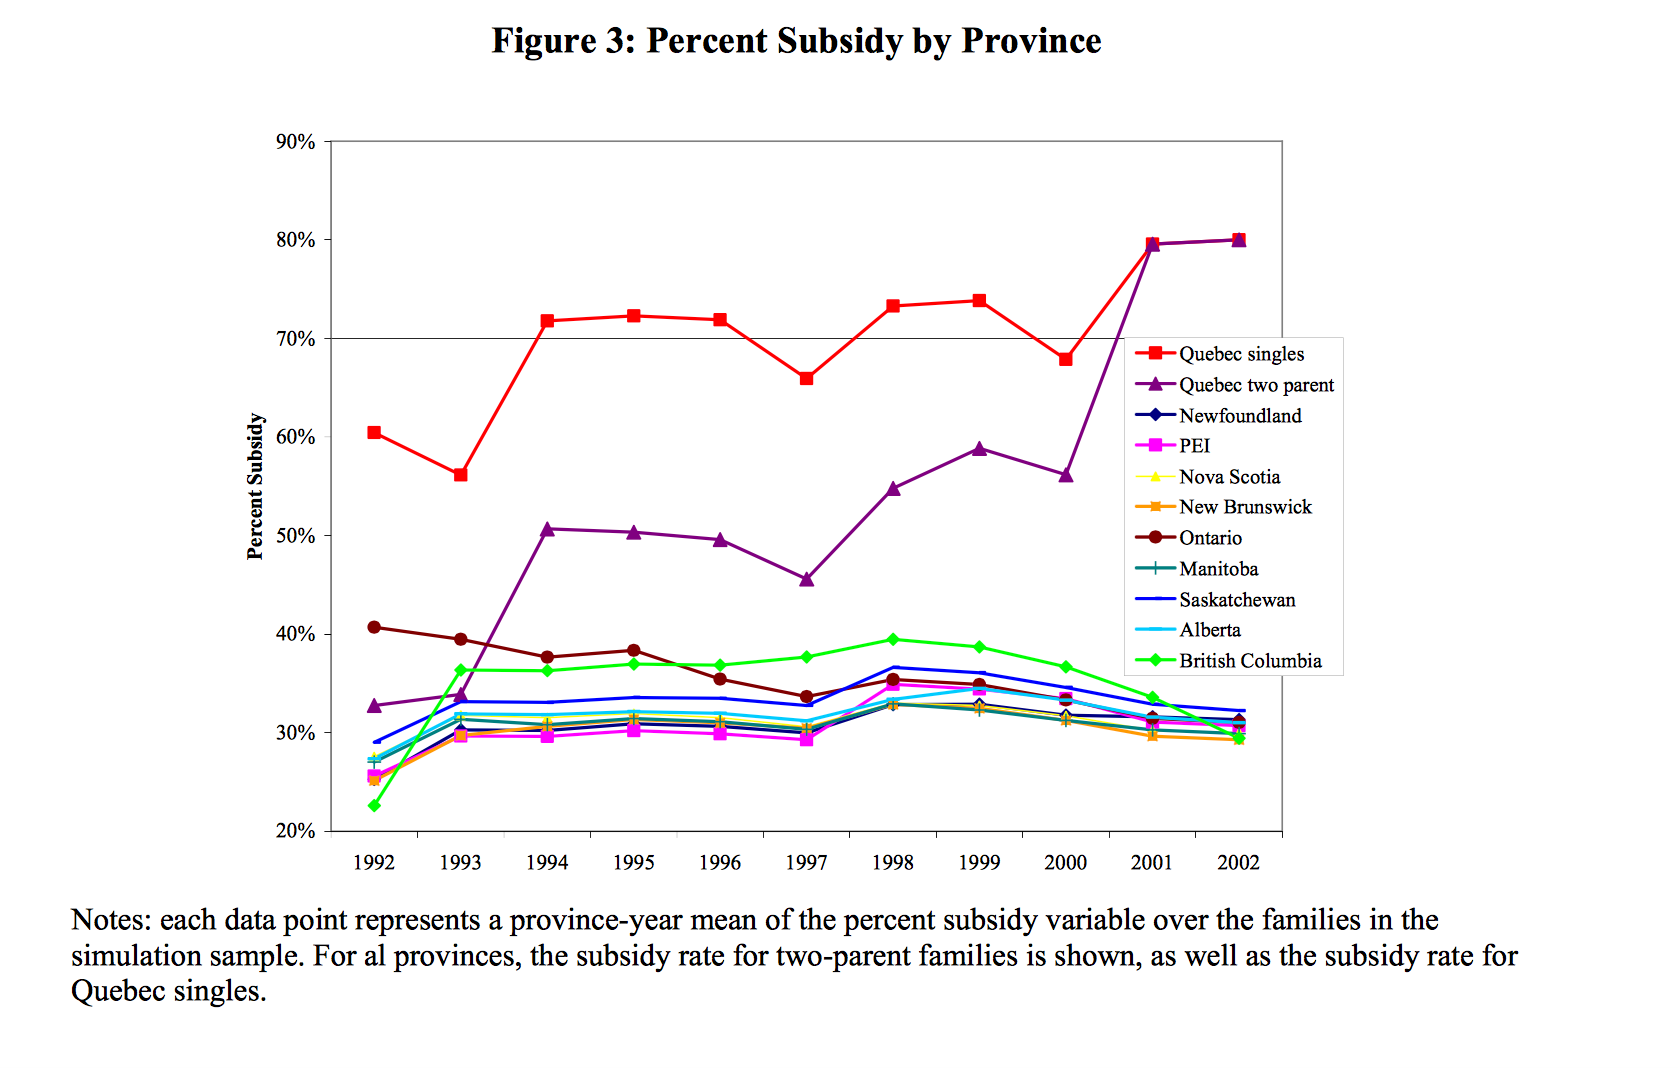 Figure 3: Percent Subsidy by Province
90%
80%
70%
60%
50%
40%
30%
20%
Percent Subsidy
1992 1993 1994 1995 1996 1997 1998 1999 2000 2001 2002
Quebec singles
Quebec two parent
Newfoundland
PEI
Nova Scotia
New Brunswick
Ontario
Manitoba
Saskatchewan
Alberta
British Columbia
Notes: each data point represents a province-year mean of the percent subsidy variable over the families in the
simulation sample. For al provinces, the subsidy rate for two-parent families is shown, as well as the subsidy rate for
Quebec singles.